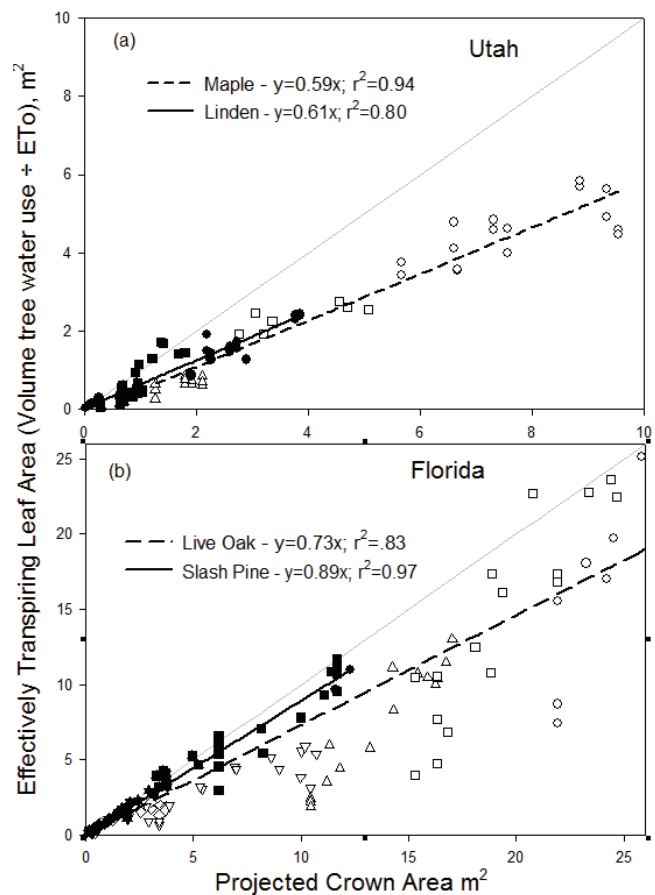 Effectively Transpiring Leaf Area (Volume tree water use ÷ ETo), m²
10
(a)
Utah
Maple - y=0.59x; r²=0.94
8
Linden - y=0.61x; r²=0.80
6
4
2
0
0 2 4 6 8 10
25
(b)
Florida
20
Live Oak - y=0.73x; r²=.83
Slash Pine - y=0.89x; r²=0.97
15
10
5
0
0 5 10 15 20 25
Projected Crown Area m²